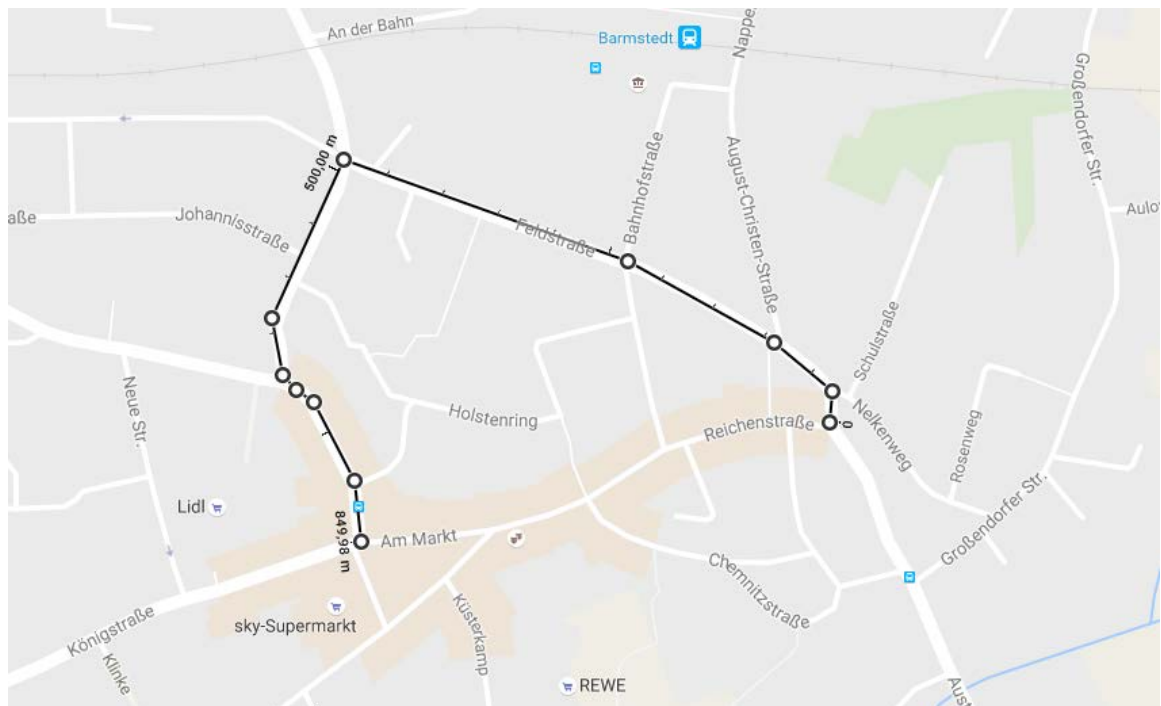 An der Bahn
Barmstedt
Nappe
Großendorfer Str.
500,00 m
Bahnhofstraße
August-Christen-Straße
Johannisstraße
aße
Aulo
Feldstraße
Schulstraße
Neue Str.
Holstenring
Reichenstraße
0
Nelkenweg
Rosenweg
Lidl
849,98 m
Am Markt
Großendorfer Str.
Chemnitzstraße
Königstraße
sky-Supermarkt
Küsterkamp
Klinke
REWE
Aust